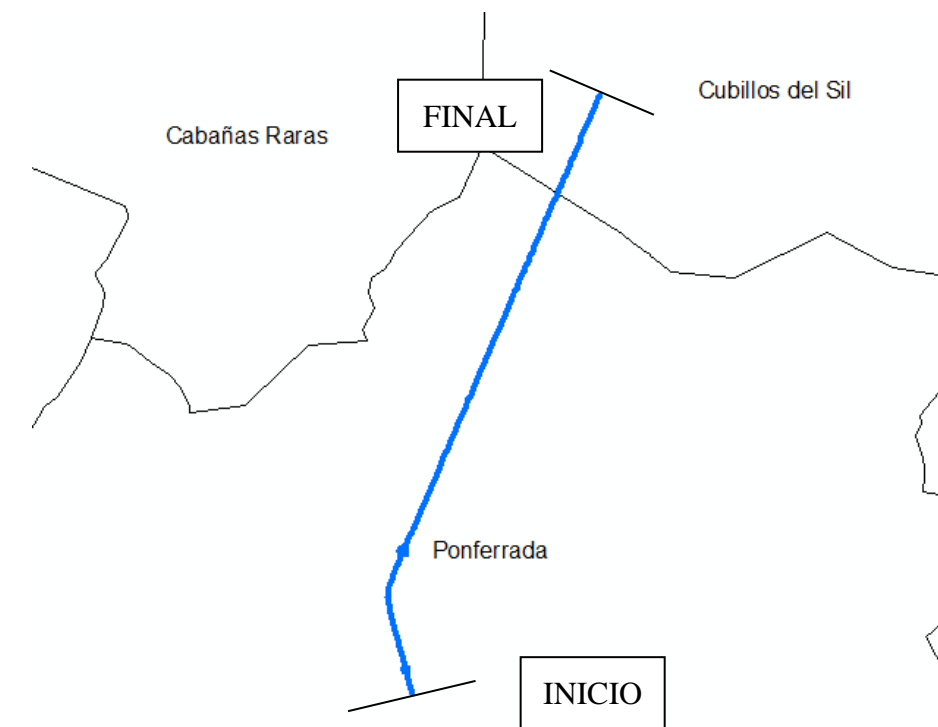 Cubillos del Sil
FINAL
Cabañas Raras
Ponferrada
INICIO